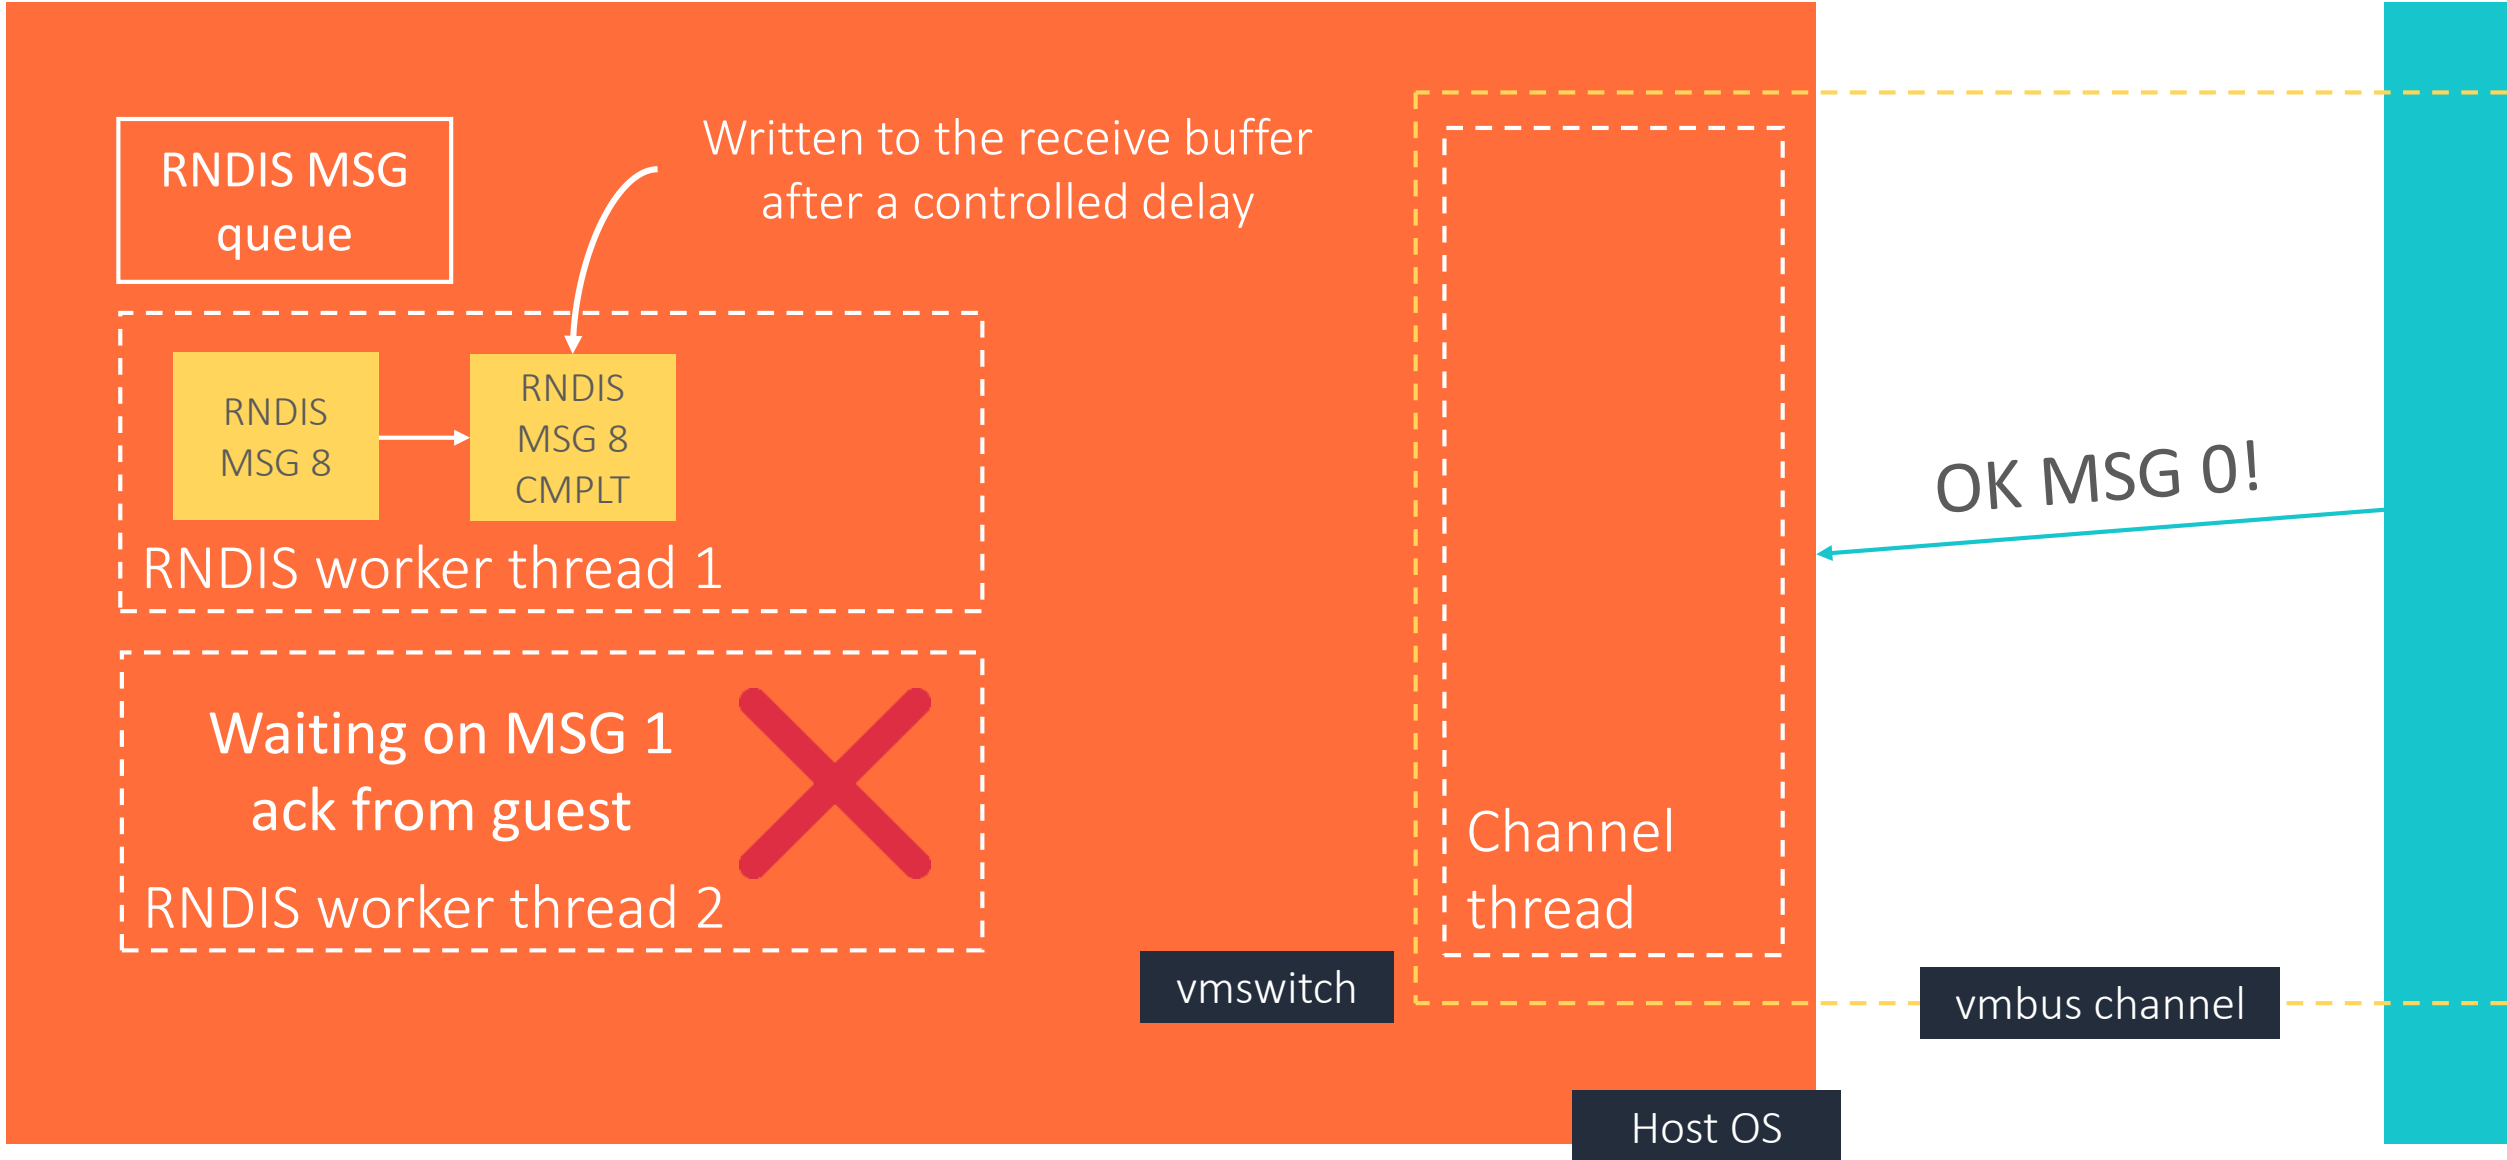 RNDIS MSG
queue
Written to the receive buffer
after a controlled delay
RNDIS
MSG 8
RNDIS
MSG 8
CMPLT
RNDIS worker thread 1
Waiting on MSG 1
ack from guest
RNDIS worker thread 2
Channel
thread
OK MSG 0!
vmswitch
vmbus channel
Host OS